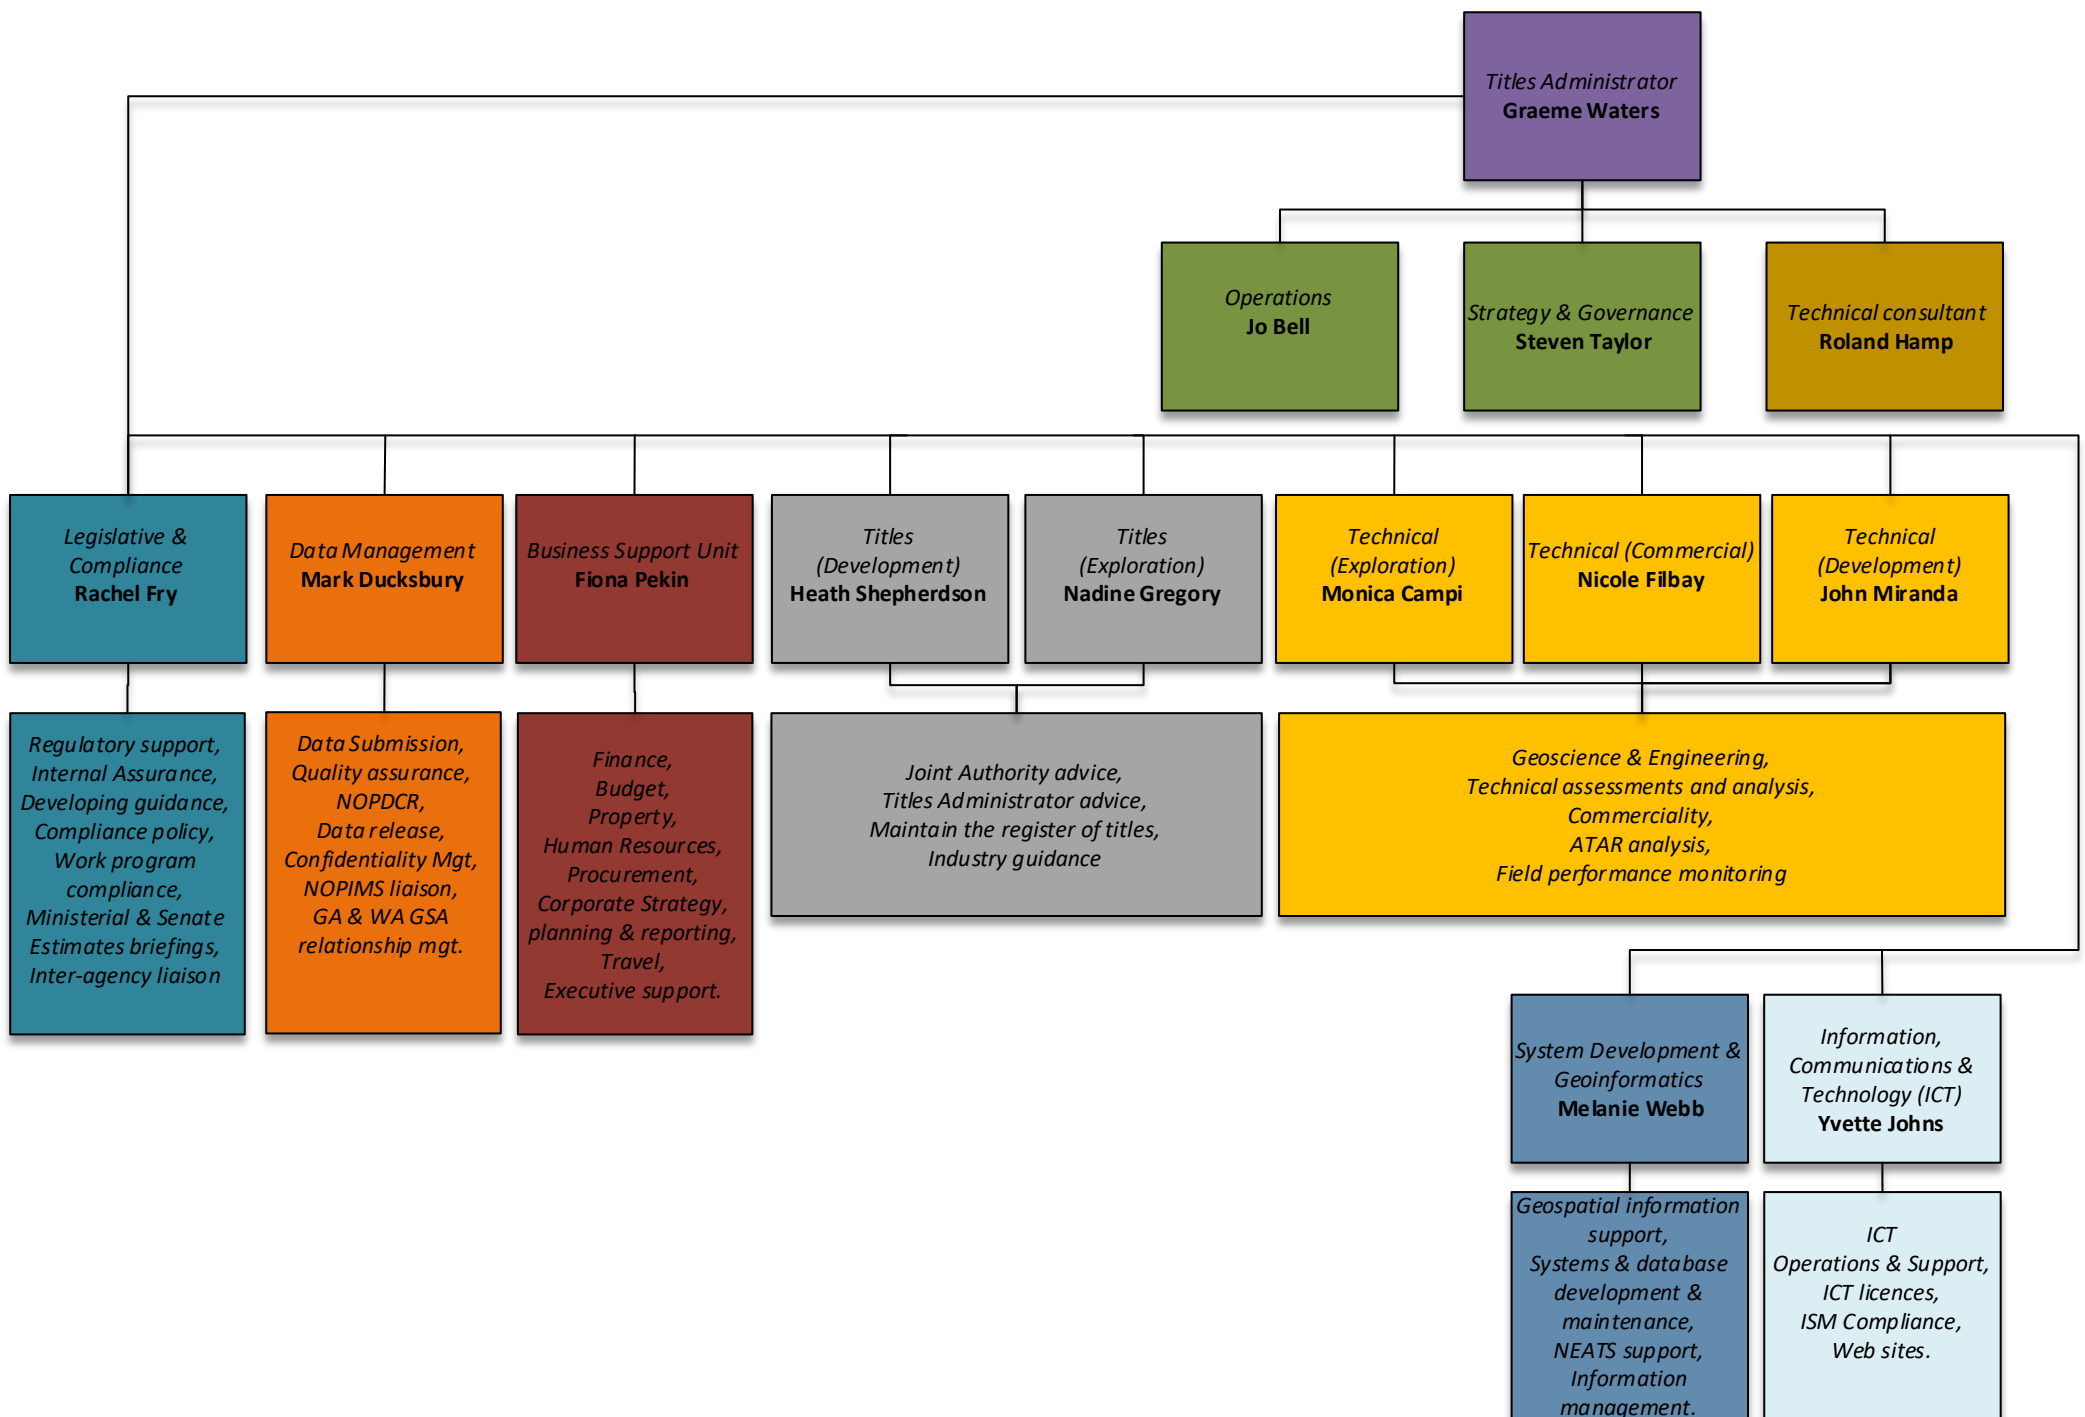 Titles Administrator
Graeme Waters
Operations
Jo Bell
Strategy & Governance
Steven Taylor
Technical consultant
Roland Hamp
Legislative &
Compliance
Rachel Fry
Data Management
Mark Ducksbury
Business Support Unit
Fiona Pekin
Titles
(Development)
Heath Shepherdson
Titles
(Exploration)
Nadine Gregory
Technical
(Exploration)
Monica Campi
Technical (Commercial)
Nicole Filbay
Technical
(Development)
John Miranda
Regulatory support,
Internal Assurance,
Developing guidance,
Compliance policy,
Work program
compliance,
Ministerial & Senate
Estimates briefings,
Inter-agency liaison
Data Submission,
Quality assurance,
NOPDCR,
Data release,
Confidentiality Mgt,
NOPIMS liaison,
GA & WA GSA
relationship mgt.
Finance,
Budget,
Property,
Human Resources,
Procurement,
Corporate Strategy,
planning & reporting,
Travel,
Executive support.
Joint Authority advice,
Titles Administrator advice,
Maintain the register of titles,
Industry guidance
Geoscience & Engineering,
Technical assessments and analysis,
Commerciality,
ATAR analysis,
Field performance monitoring
System Development &
Geoinformatics
Melanie Webb
Information,
Communications &
Technology (ICT)
Yvette Johns
Geospatial information
support,
Systems & database
development &
maintenance,
NEATS support,
Information
management.
ICT
Operations & Support,
ICT licences,
ISM Compliance,
Web sites.